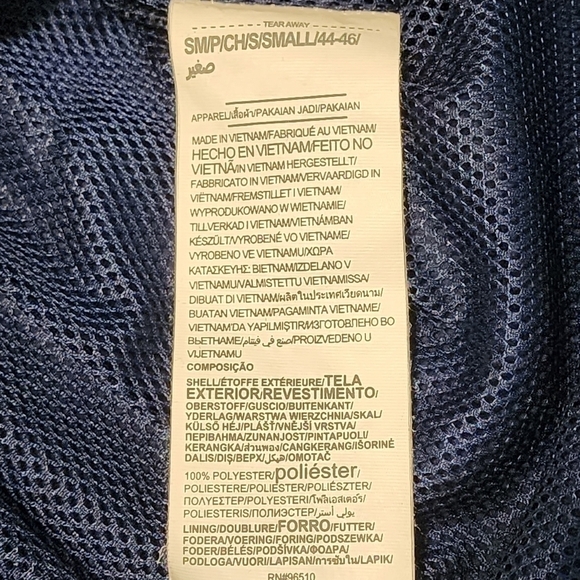 TEAR AWAY
SM/P/CH/S/SMALL/44-46/
صغير
APPAREL/เสื้อผ้า/PAKAIAN JADI/PAKAIAN
MADE IN VIETNAM/FABRIQUÉ AU VIETNAM/
HECHO EN VIETNAM/FEITO NO
VIETNÃ/IN VIETNAM HERGESTELLT/
FABBRICATO IN VIETNAM/VERVAARDIGD IN
VIËTNAM/FREMSTILLET I VIETNAM/
WYPRODUKOWANO W WIETNAMIE/
TILLVERKAD I VIETNAM/VIETNÁMBAN
KÉSZÜLT/VYROBENÉ VO VIETNAME/
VYROBENO VE VIETNAMU/ΧΩΡΑ
ΚΑΤΑΣΚΕΥΗΣ: ΒΙΕΤΝΑΜ/IZDELANO V
VIETNAMU/VALMISTETTU VIETNAMISSA/
DIBUAT DI VIETNAM/ผลิตในประเทศเวียดนาม/
BUATAN VIETNAM/PAGAMINTA VIETNAME/
VIETNAM'DA YAPILMIŞTIR/ИЗГОТОВЛЕНО ВО
ВЬЕТНАМЕ/صنع في فيتنام/PROIZVEDENO U
VIJETNAMU
COMPOSIÇÃO
SHELL/ÉTOFFE EXTÉRIEURE/TELA
EXTERIOR/REVESTIMENTO/
OBERSTOFF/GUSCIO/BUITENKANT/
YDERLAG/WARSTWA WIERZCHNIA/SKAL/
KÜLSŐ HÉJ/PLÁŠŤ/VNĚJŠÍ VRSTVA/
ΠΕΡΙΒΛΗΜΑ/ZUNANJOST/PINTAPUOLI/
KERANGKA/ส่วนพอง/CANGKERANG/IŠORINĖ
DALIS/DIŞ/ВЕРХ/هيكل/OMOTAČ
100% POLYESTER/poliéster/
POLIESTERE/POLIESTER/POLIÉSZTER/
ΠΟΛΥΕΣΤΕΡ/POLYESTERI/โพลีเอสเตอร์/
POLIESTERIS/ПОЛИЭСТЕР/بولي أستر/
LINING/DOUBLURE/FORRO/FUTTER/
FODERA/VOERING/FORING/PODSZEWKA/
FODER/BÉLÉS/PODŠÍVKA/ΦΟΔΡΑ/
PODLOGA/VUORI/LAPISAN/การซับใน/LAPIK/
RN#96510